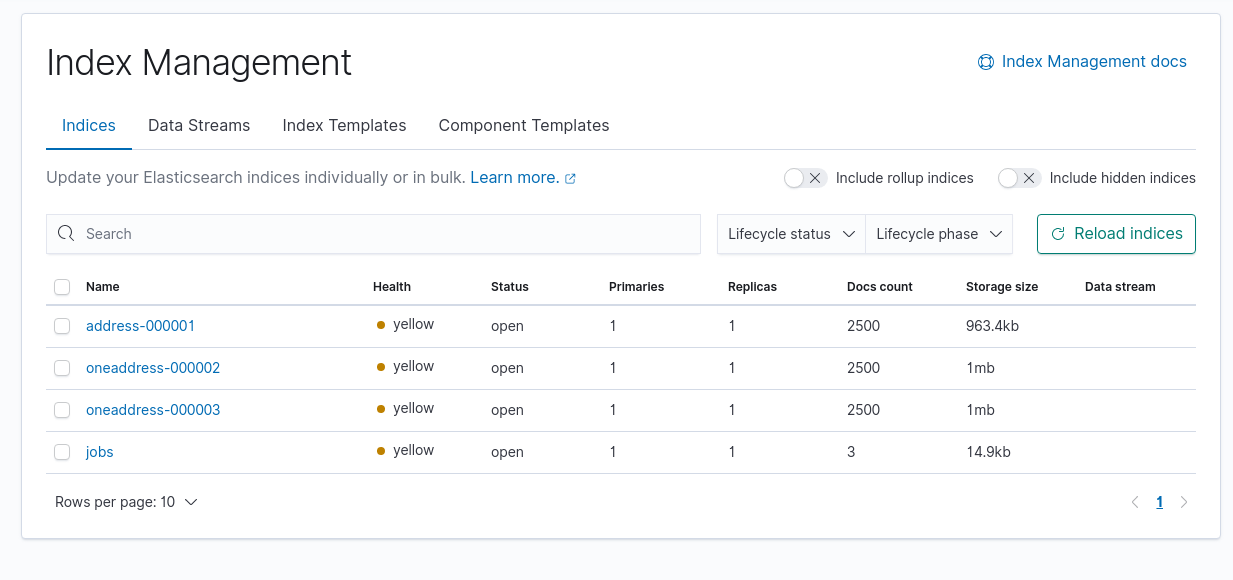 Index Management
Index Management docs
Indices Data Streams Index Templates Component Templates
Update your Elasticsearch indices individually or in bulk. Learn more. Include rollup indices Include hidden indices
Search Lifecycle status Lifecycle phase Reload indices
Name Health Status Primaries Replicas Docs count Storage size Data stream
address-000001 yellow open 1 1 2500 963.4kb
oneaddress-000002 yellow open 1 1 2500 1mb
oneaddress-000003 yellow open 1 1 2500 1mb
jobs yellow open 1 1 3 14.9kb
Rows per page: 10 1